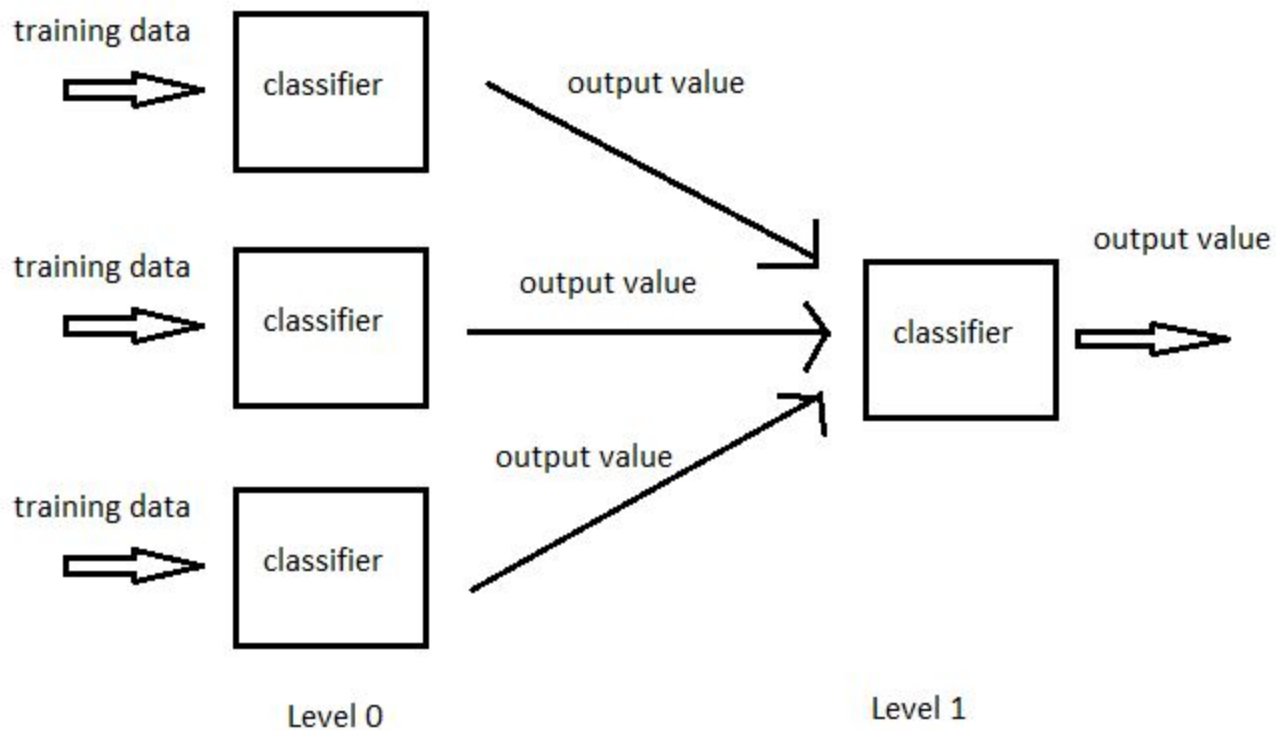 training data
classifier
output value
training data
classifier
output value
classifier
output value
training data
classifier
output value
Level 0
Level 1